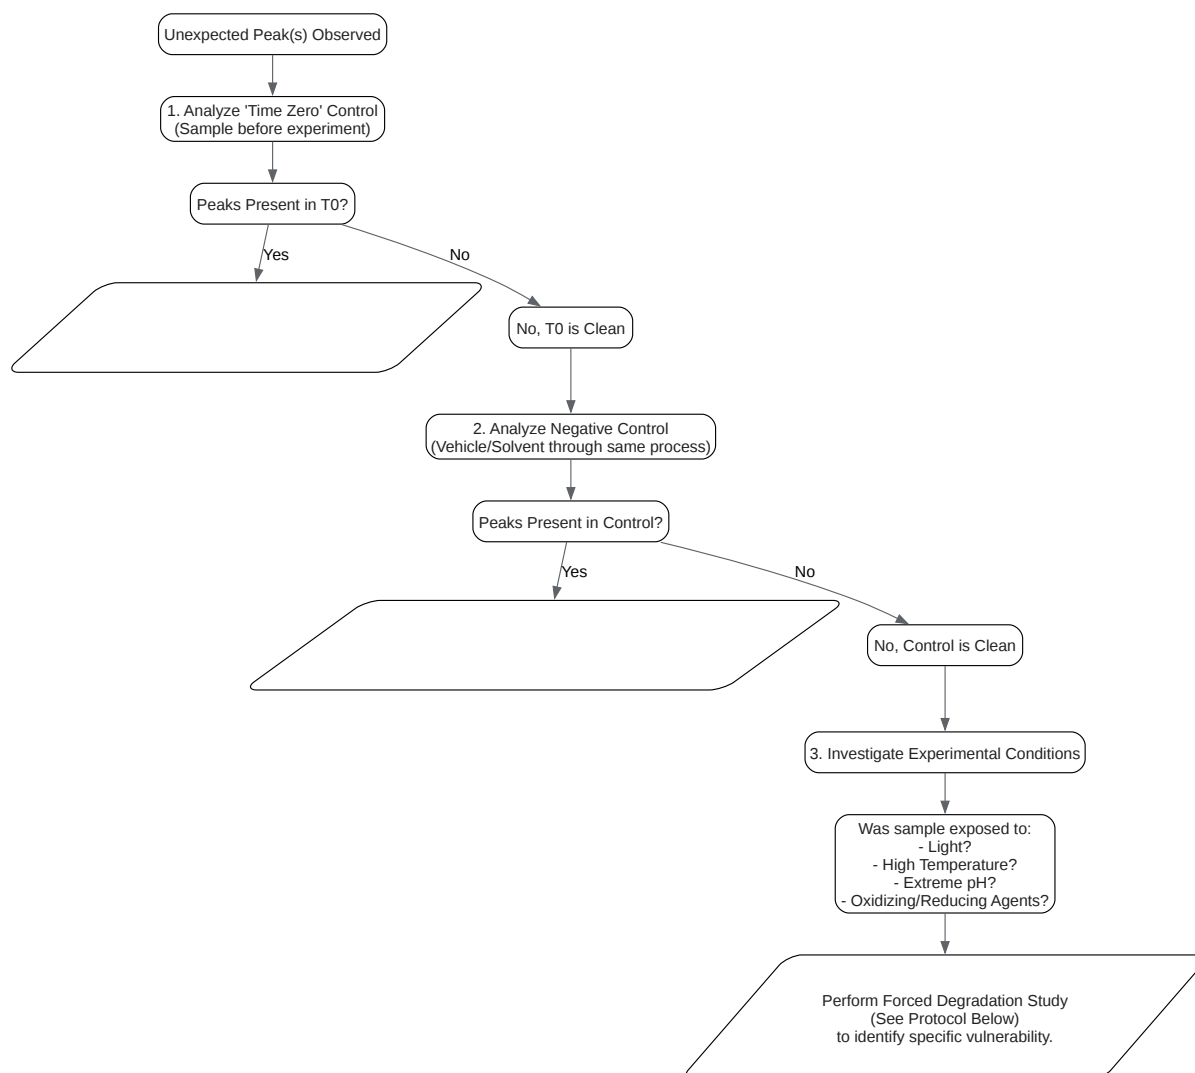 Unexpected Peak(s) Observed
1. Analyze 'Time Zero' Control
(Sample before experiment)
Peaks Present in T0?
Yes
No
No, T0 is Clean
2. Analyze Negative Control
(Vehicle/Solvent through same process)
Peaks Present in Control?
Yes
No
No, Control is Clean
3. Investigate Experimental Conditions
Was sample exposed to:
- Light?
- High Temperature?
- Extreme pH?
- Oxidizing/Reducing Agents?
Perform Forced Degradation Study
(See Protocol Below)
to identify specific vulnerability.